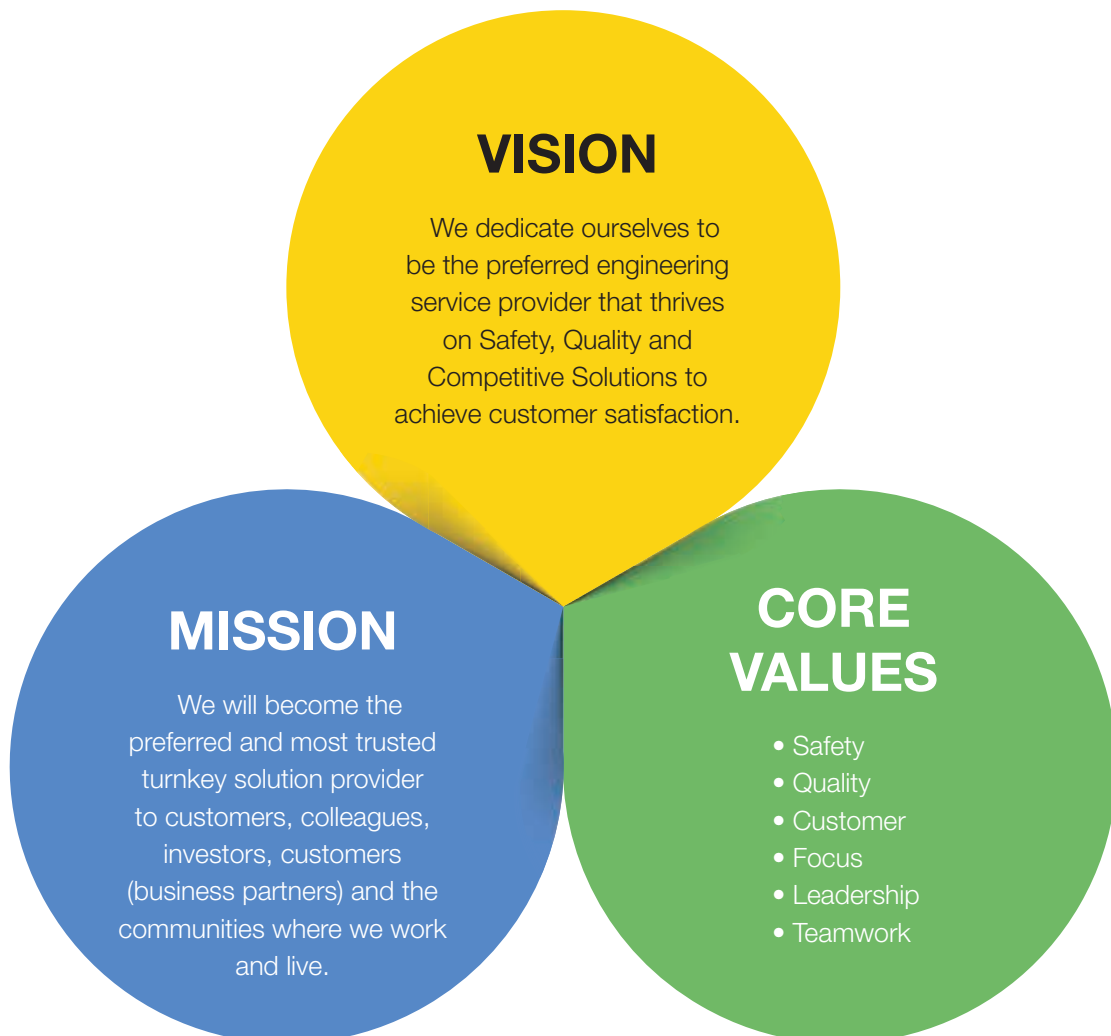 VISION
We dedicate ourselves to
be the preferred engineering
service provider that thrives
on Safety, Quality and
Competitive Solutions to
achieve customer satisfaction.
MISSION
We will become the
preferred and most trusted
turnkey solution provider
to customers, colleagues,
investors, customers
(business partners) and the
communities where we work
and live.
CORE
VALUES
• Safety
• Quality
• Customer
• Focus
• Leadership
• Teamwork